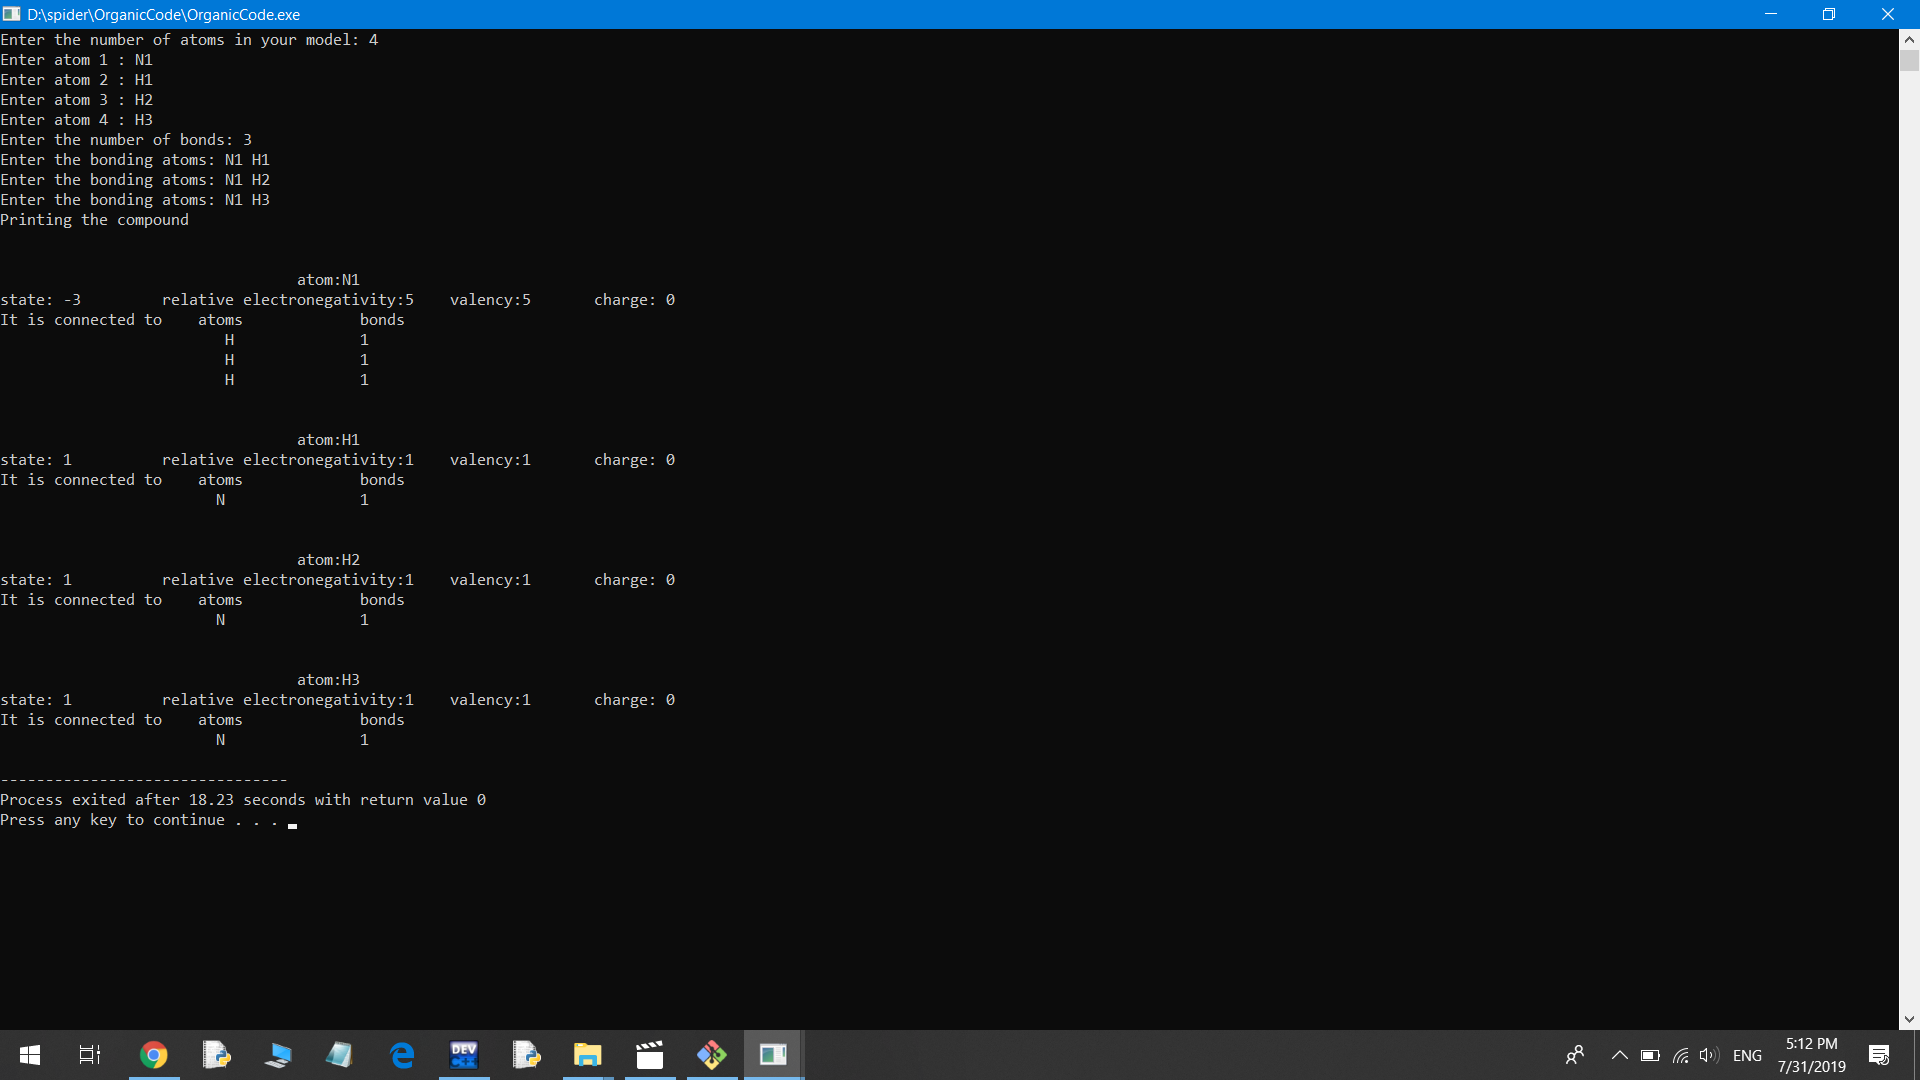 D:\spider\OrganicCode\OrganicCode.exe
Enter the number of atoms in your model: 4
Enter atom 1 : N1
Enter atom 2 : H1
Enter atom 3 : H2
Enter atom 4 : H3
Enter the number of bonds: 3
Enter the bonding atoms: N1 H1
Enter the bonding atoms: N1 H2
Enter the bonding atoms: N1 H3
Printing the compound
atom:N1
state: -3 relative electronegativity:5 valency:5 charge: 0
It is connected to atoms bonds
H 1
H 1
H 1
atom:H1
state: 1 relative electronegativity:1 valency:1 charge: 0
It is connected to atoms bonds
N 1
atom:H2
state: 1 relative electronegativity:1 valency:1 charge: 0
It is connected to atoms bonds
N 1
atom:H3
state: 1 relative electronegativity:1 valency:1 charge: 0
It is connected to atoms bonds
N 1
--------------------------------
Process exited after 18.23 seconds with return value 0
Press any key to continue . . .
DEV C++
ENG
5:12 PM
7/31/2019